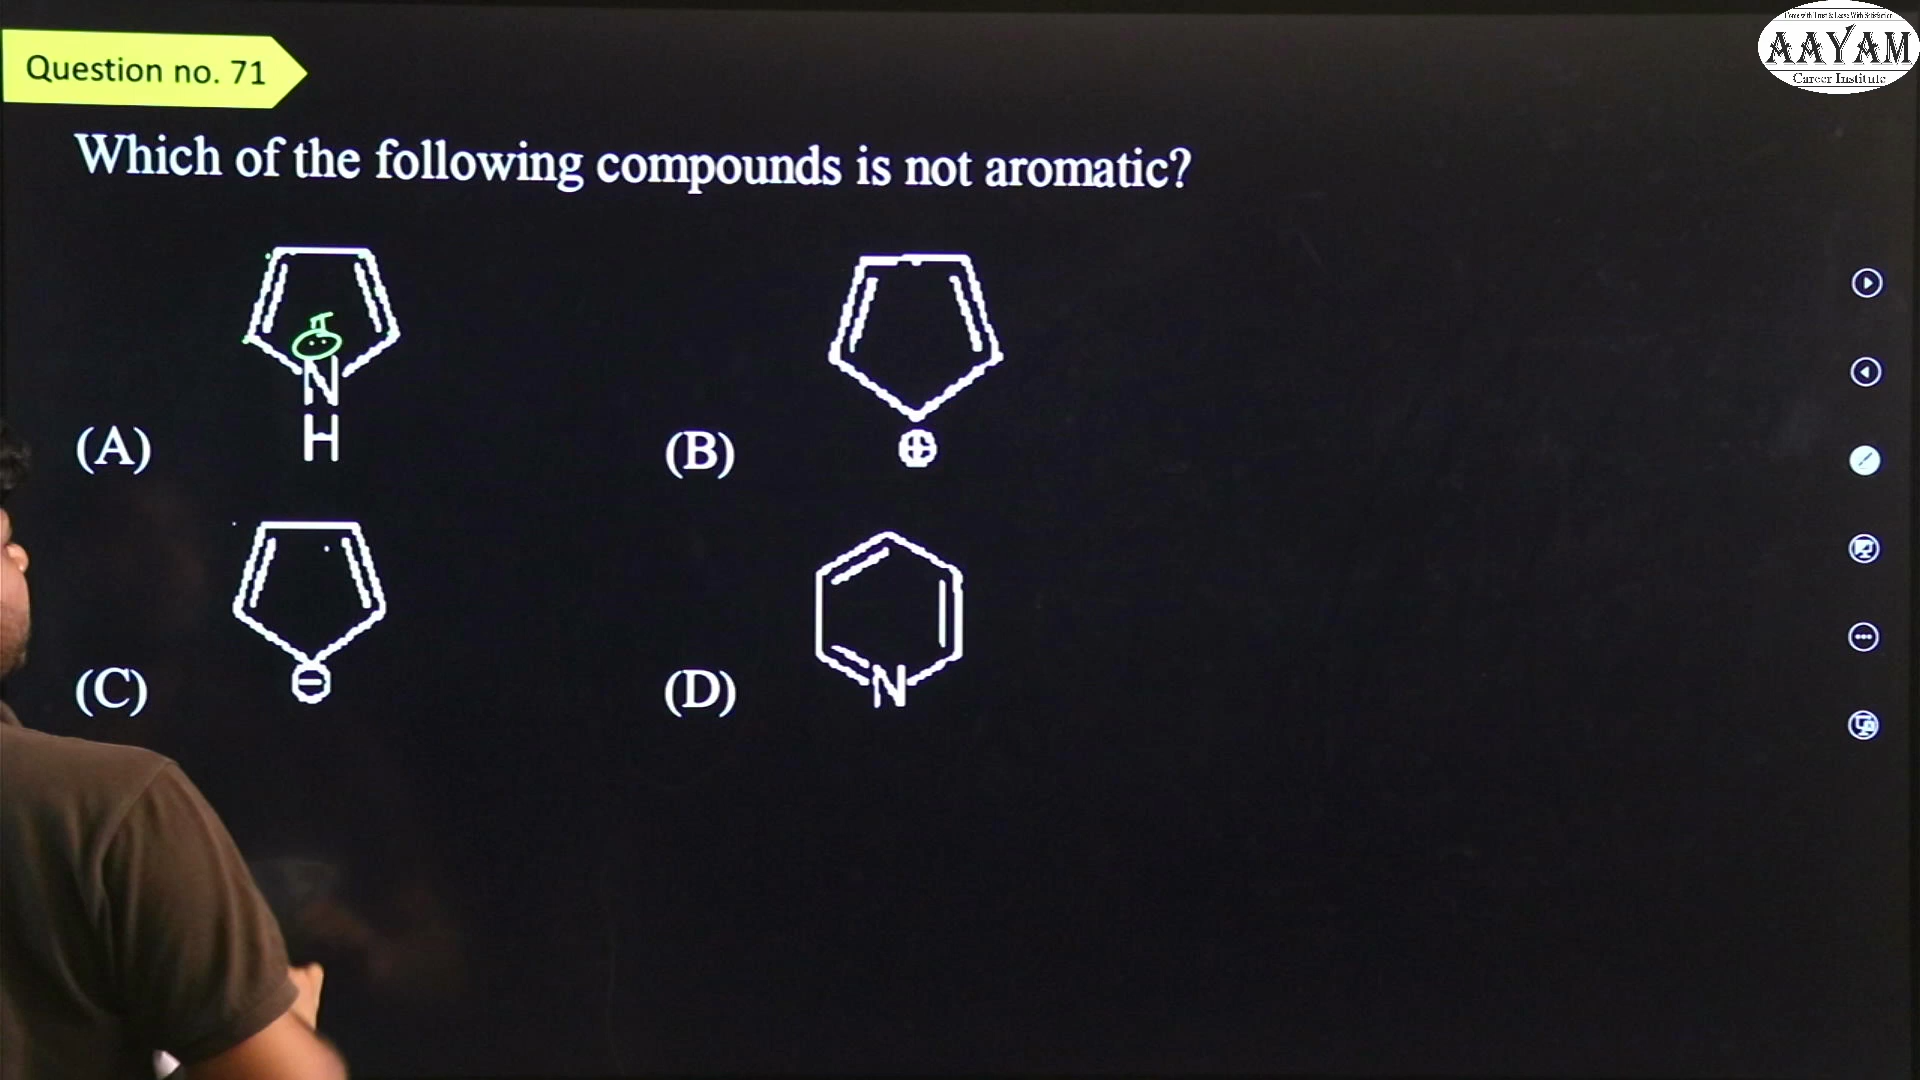 Question no. 71
AAYAM
Career Institute
Which of the following compounds is not aromatic?
N
H
(A)
(B)
⊕
(C)
⊖
(D)
N